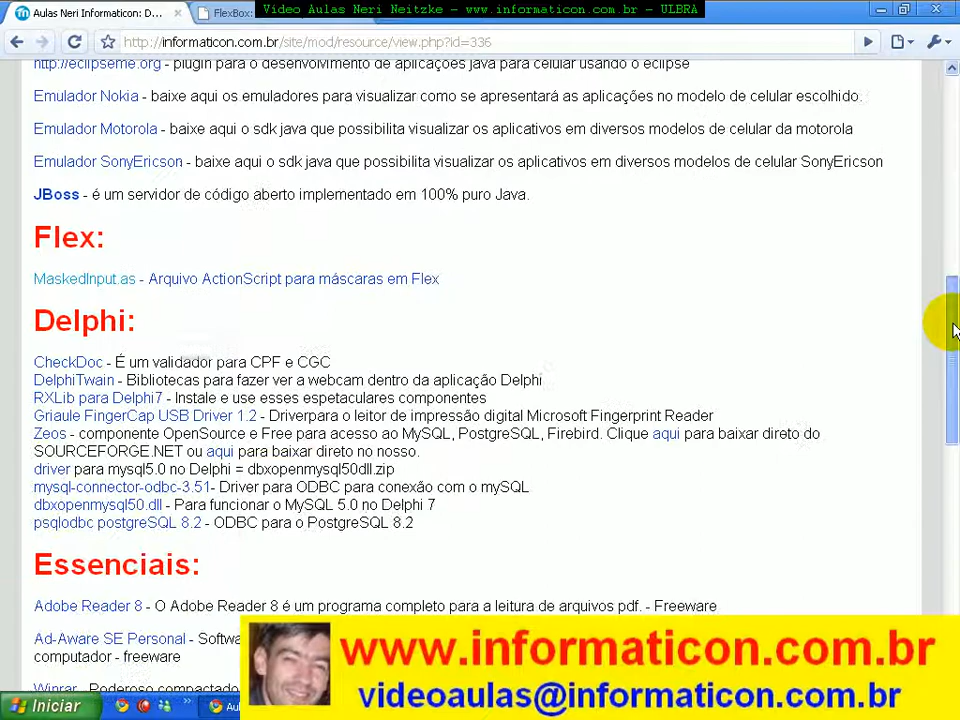 Video Aulas Neri Neitzke – www.informaticon.com.br – ULBRA
Aulas Neri Informaticon: D...
FlexBox:
http://informaticon.com.br/site/mod/resource/view.php?id=336
http://eclipseme.org - plugin para o desenvolvimento de aplicações java para celular usando o eclipse
Emulador Nokia - baixe aqui os emuladores para visualizar como se apresentará as aplicações no modelo de celular escolhido.
Emulador Motorola - baixe aqui o sdk java que possibilita visualizar os aplicativos em diversos modelos de celular da motorola
Emulador SonyEricson - baixe aqui o sdk java que possibilita visualizar os aplicativos em diversos modelos de celular SonyEricson
JBoss - é um servidor de código aberto implementado em 100% puro Java.
Flex:
MaskedInput.as - Arquivo ActionScript para máscaras em Flex
Delphi:
CheckDoc - É um validador para CPF e CGC
DelphiTwain - Bibliotecas para fazer ver a webcam dentro da aplicação Delphi
RXLib para Delphi7 - Instale e use esses espetaculares componentes
Griaule FingerCap USB Driver 1.2 - Driverpara o leitor de impressão digital Microsoft Fingerprint Reader
Zeos - componente OpenSource e Free para acesso ao MySQL, PostgreSQL, Firebird. Clique aqui para baixar direto do
SOURCEFORGE.NET ou aqui para baixar direto no nosso.
driver para mysql5.0 no Delphi = dbxopenmysql50dll.zip
mysql-connector-odbc-3.51- Driver para ODBC para conexão com o mySQL
dbxopenmysql50.dll - Para funcionar o MySQL 5.0 no Delphi 7
psqlodbc postgreSQL 8.2 - ODBC para o PostgreSQL 8.2
Essenciais:
Adobe Reader 8 - O Adobe Reader 8 é um programa completo para a leitura de arquivos pdf. - Freeware
Ad-Aware SE Personal - Softwa
computador - freeware
Winrar - Poderoso compactado
www.informaticon.com.br
videoaulas@informaticon.com.br
Iniciar
Au